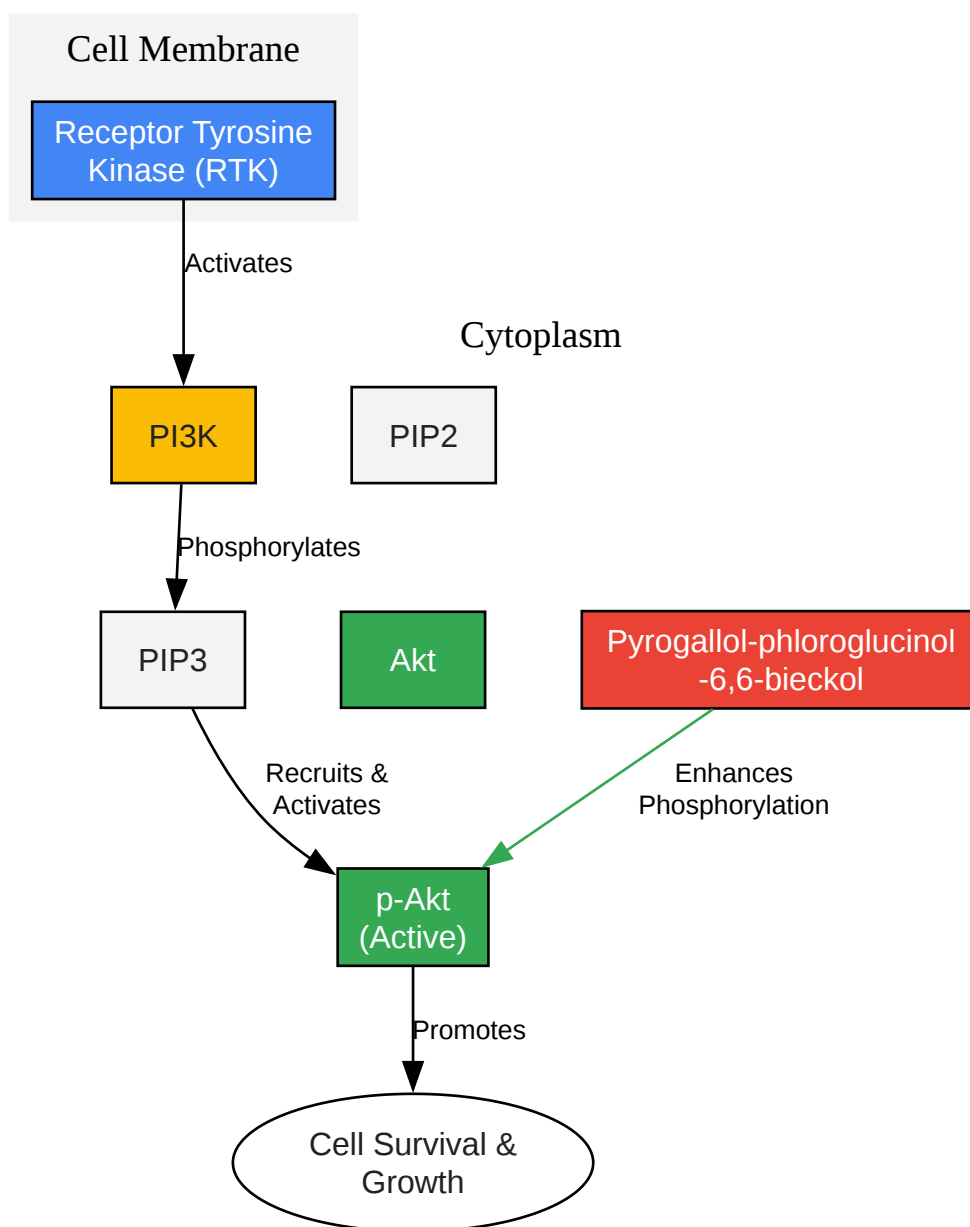 Cell Membrane
Receptor Tyrosine
Kinase (RTK)
Activates
Cytoplasm
PI3K
PIP2
Phosphorylates
PIP3
Akt
Pyrogallol-phloroglucinol
-6,6-bieckol
Recruits &
Activates
Enhances
Phosphorylation
p-Akt
(Active)
Promotes
Cell Survival &
Growth